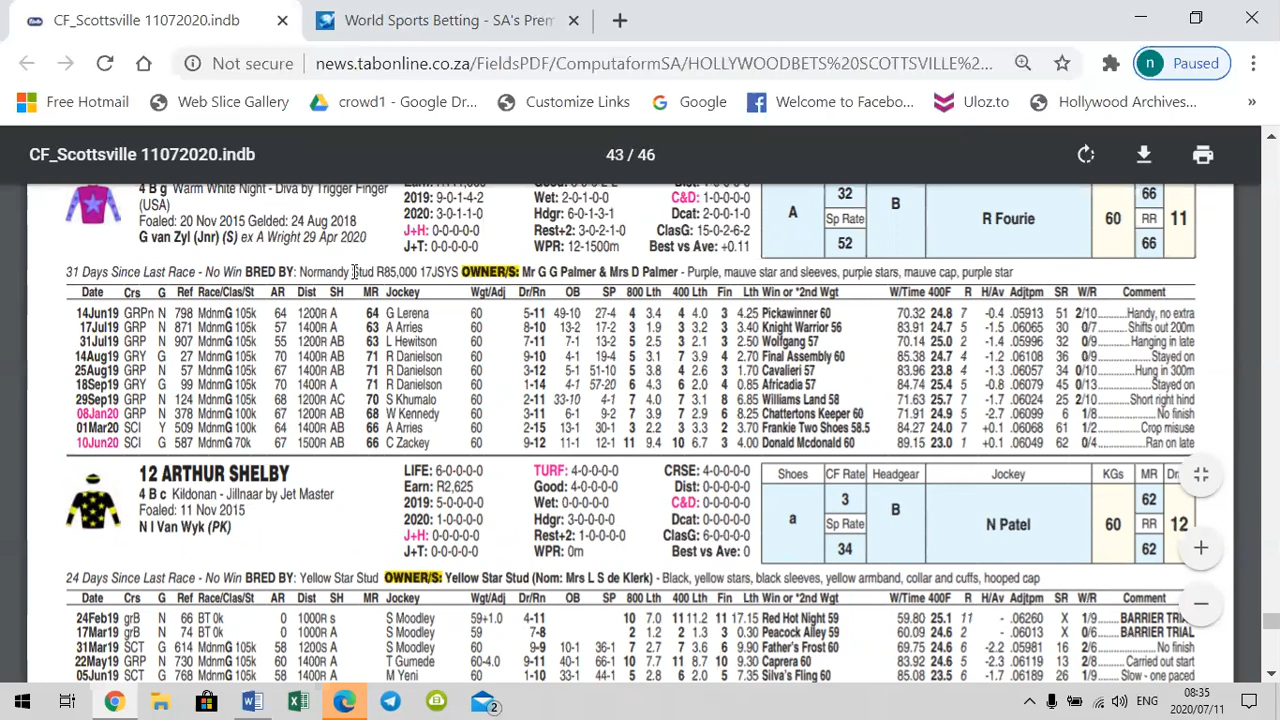 CF_Scottsville 11072020.indb
World Sports Betting - SA's Prem
Not secure
news.tabonline.co.za/FieldsPDF/ComputaformSA/HOLLYWOODBETS%20SCOTTSVILLE%2...
n Paused
Free Hotmail
Web Slice Gallery
crowd1 - Google Dr...
Customize Links
Google
Welcome to Facebo...
Uloz.to
Hollywood Archives...
»
CF_Scottsville 11072020.indb
43 / 46
4 B g Warm White Night - Diva by Trigger Finger
(USA)
Foaled: 20 Nov 2015 Gelded: 24 Aug 2018
G van Zyl (Jnr) (S) ex A Wright 29 Apr 2020
2019: 9-0-1-4-2
2020: 3-0-1-1-0
J+H: 0-0-0-0-0
J+T: 0-0-0-0-0
Wet: 2-0-1-0-0
Hdgr: 6-0-1-3-1
Rest+2: 3-0-2-1-0
WPR: 12-1500m
C&D: 1-0-0-0-0
Dcat: 2-0-0-1-0
ClasG: 15-0-2-6-2
Best vs Ave: +0.11
A
32
Sp Rate
52
B
R Fourie
60
66
RR
66
11
31 Days Since Last Race - No Win BRED BY: Normandy Stud R85,000 17JSYS OWNER/S: Mr G G Palmer & Mrs D Palmer - Purple, mauve star and sleeves, purple stars, mauve cap, purple star
Date Crs G Ref Race/Clas/St AR Dist SH MR Jockey Wgt/Adj Dr/Rn OB SP 800 Lth 400 Lth Fin Lth Win or *2nd Wgt W/Time 400F R H/Av Adjtpm SR Comment
14Jun19 GRPn N 798 MdnmG 105k 64 1200R A 64 G Lerena 60 5-11 49-10 27-4 4 3.4 4 4.0 3 4.25 Pickawinner 60 70.32 24.8 7 -0.4 .05913 51 2/10 Handy, no extra
17Jul19 GRP N 871 MdnmG 105k 57 1400R A 63 A Arries 60 8-10 13-2 17-2 4 1.9 3 3.2 3 3.40 Knight Warrior 56 83.91 24.7 5 -1.5 .06065 30 0/7 Shifts out 200m
31Jul19 GRP N 907 MdnmG 105k 55 1200R AB 63 L Hewitson 60 7-11 7-1 6-1 5 2.5 3 2.1 3 2.50 Wolfgang 57 70.14 25.0 2 -1.4 .05996 32 0/9 Hanging in late
14Aug19 GRY G 27 MdnmG 105k 70 1400R AB 71 R Danielson 60 9-10 4-1 19-4 5 3.1 7 3.9 4 2.70 Final Assembly 60 85.38 24.7 4 -1.2 .06108 36 0/9 Stayed on
25Aug19 GRP N 57 MdnmG 105k 67 1400R AB 71 R Danielson 60 3-12 5-1 51-10 5 3.8 4 2.6 3 1.70 Cavalieri 57 83.96 23.8 4 -1.3 .06057 34 0/10 Hung in 300m
18Sep19 GRY G 99 MdnmG 105k 70 1400R A 71 R Danielson 60 1-14 4-1 57-20 6 4.3 6 2.0 4 0.85 Africadia 57 84.74 25.4 5 -0.8 .06079 45 0/13 Stayed on
29Sep19 GRP N 124 MdnmG 105k 68 1200R AC 70 S Khumalo 60 2-11 33-10 4-1 7 4.0 7 3.1 8 6.85 Williams Land 58 71.63 25.7 7 -1.7 .06024 25 2/10 Short right hind
08Jan20 GRP N 378 MdnmG 100k 67 1200R AB 68 W Kennedy 60 3-11 6-1 9-2 7 3.9 7 2.9 6 8.25 Chattertons Keeper 60 71.91 24.9 5 -2.7 .06099 6 1/8 No finish
01Mar20 SCI Y 509 MdnmG 100k 66 1400R AB 66 A Arries 60 2-15 13-1 30-1 2 2.2 3 3.3 2 3.70 Frankie Two Shoes 58.5 84.27 24.4 2 +0.1 .06068 61 1/2 Crop misuse
10Jun20 SCI G 587 MdnmG 70k 67 1500R AB 66 C Zackey 60 9-12 11-1 12-1 11 9.4 10 6.7 3 4.00 Donald Mcdonald 60 89.15 23.0 1 +0.1 .06049 62 0/4 Ran on late
12 ARTHUR SHELBY
4 B c Kildonan - Jillnaar by Jet Master
Foaled: 11 Nov 2015
N I Van Wyk (PK)
LIFE: 6-0-0-0-0
Earn: R2,625
2019: 5-0-0-0-0
2020: 1-0-0-0-0
J+H: 0-0-0-0-0
J+T: 0-0-0-0-0
TURF: 4-0-0-0-0
Good: 4-0-0-0-0
Wet: 0-0-0-0-0
Hdgr: 3-0-0-0-0
Rest+2: 1-0-0-0-0
WPR: 0m
CRSE: 4-0-0-0-0
Dist: 0-0-0-0-0
C&D: 0-0-0-0-0
Dcat: 0-0-0-0-0
ClasG: 6-0-0-0-0
Best vs Ave: 0
Shoes CF Rate Headgear Jockey KGs MR Dr
a
3
Sp Rate
34
B
N Patel
60
62
RR
62
12
24 Days Since Last Race - No Win BRED BY: Yellow Star Stud OWNER/S: Yellow Star Stud (Nom: Mrs L S de Klerk) - Black, yellow stars, black sleeves, yellow armband, collar and cuffs, hooped cap
Date Crs G Ref Race/Clas/St AR Dist SH MR Jockey Wgt/Adj Dr/Rn OB SP 800 Lth 400 Lth Fin Lth Win or *2nd Wgt W/Time 400F R H/Av Adjtpm SR Comment
24Feb19 grB N 66 BT 0k 0 1000R s S Moodley 59+1.0 4-11 10 7.0 11 11.2 11 17.15 Red Hot Night 59 59.80 25.1 11 - .06260 X 1/9 BARRIER TRIAL
17Mar19 grB N 74 BT 0k 0 1000R A S Moodley 59 7-8 2 1.2 2 1.3 3 0.30 Peacock Alley 59 60.09 24.6 2 - .06013 X 0/6 BARRIER TRIAL
31Mar19 SCT G 614 MdnmG 105k 58 1200S A S Moodley 60 9-9 10-1 36-1 7 2.7 7 3.6 6 9.90 Father's Frost 60 69.75 24.6 8 -2.2 .05981 16 2/6 No finish
22May19 GRP N 730 MdnmG 105k 60 1400R A T Gumede 60-4.0 9-11 40-1 66-1 10 7.7 11 8.7 10 9.30 Caprera 60 83.92 24.6 5 -2.3 .06119 13 2/8 Carried out start
05Jun19 SCT G 768 MdnmG 105k 58 1400R A M Yeni 60 1-10 33-1 44-1 5 2.8 6 2.0 5 7.35 Silva's Fling 60 85.08 23.5 6 -1.7 .06189 26 1/9 Slow - one paced
2
ENG
08:35
2020/07/11